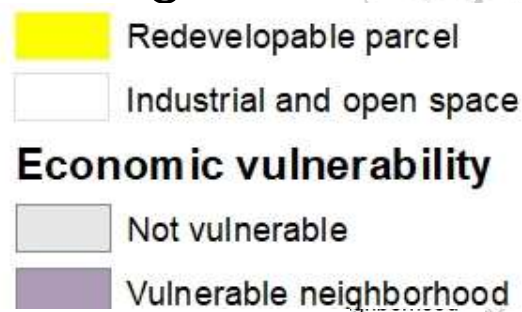 Redevelopable parcel
Industrial and open space
Economic vulnerability
Not vulnerable
Vulnerable neighborhood